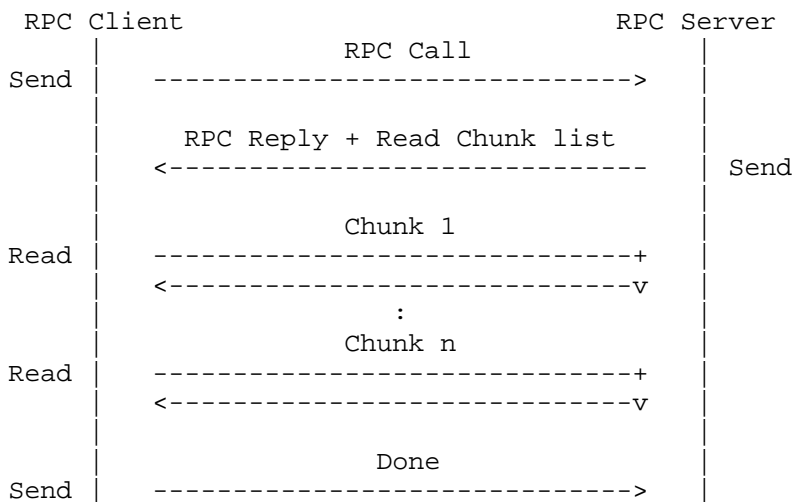 RPC Client RPC Server
RPC Call
Send ------------------------------>
RPC Reply + Read Chunk list
<------------------------------ Send
Chunk 1
Read ------------------------------+
<-----------------------------v
:
Chunk n
Read ------------------------------+
<-----------------------------v
Done
Send ------------------------------>